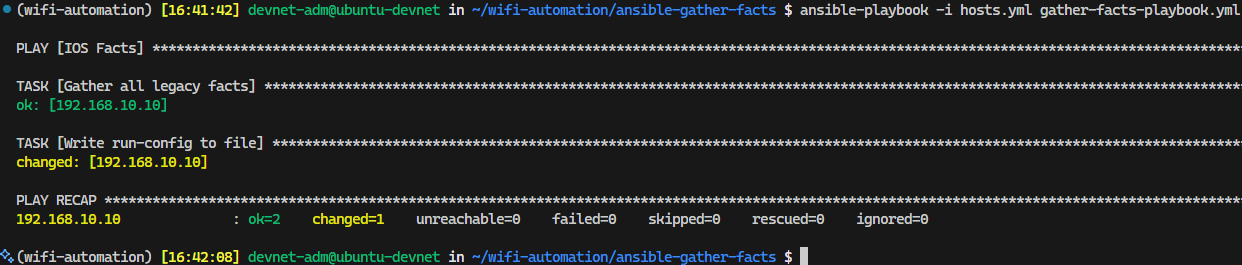 (wifi-automation) [16:41:42] devnet-adm@ubuntu-devnet in ~/wifi-automation/ansible-gather-facts $ ansible-playbook -i hosts.yml gather-facts-playbook.yml
PLAY [IOS Facts] ****************************************************************************************************************************************
TASK [Gather all legacy facts] **************************************************************************************************************************
ok: [192.168.10.10]
TASK [Write run-config to file] *************************************************************************************************************************
changed: [192.168.10.10]
PLAY RECAP **********************************************************************************************************************************************
192.168.10.10              : ok=2    changed=1    unreachable=0    failed=0    skipped=0    rescued=0    ignored=0
(wifi-automation) [16:42:08] devnet-adm@ubuntu-devnet in ~/wifi-automation/ansible-gather-facts $